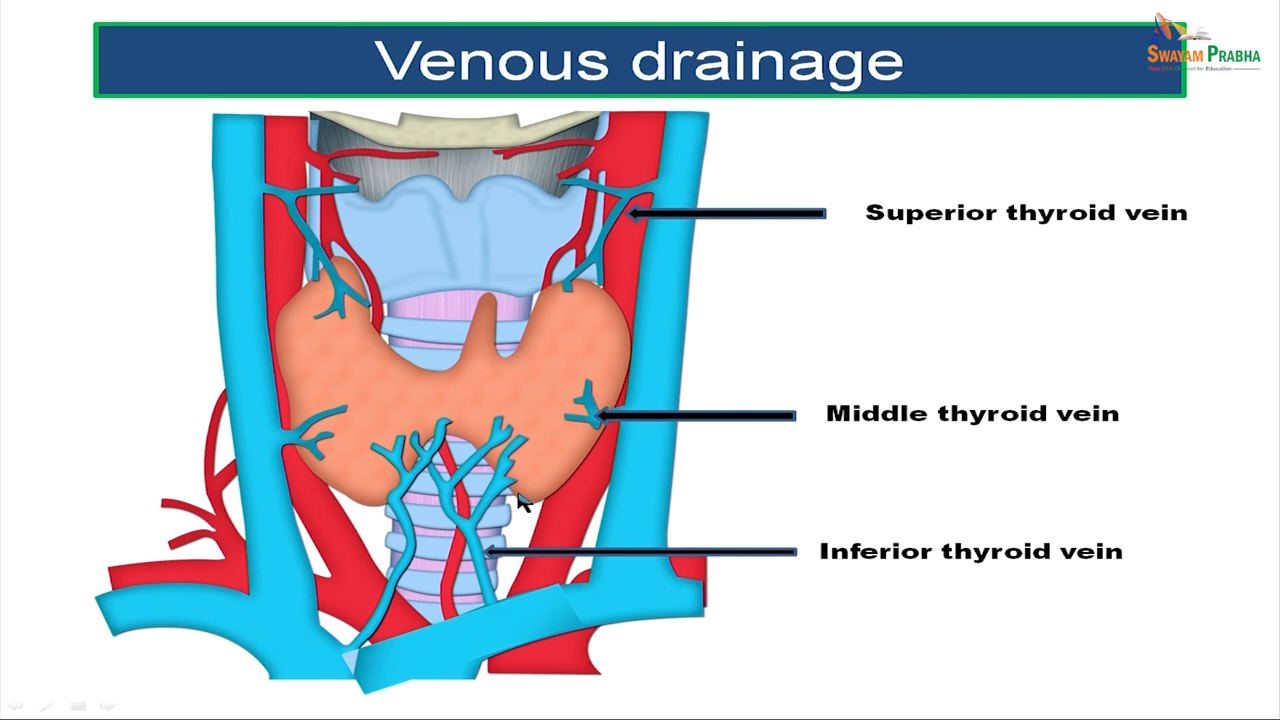 Venous drainage
SWAYAM PRABHA
Superior thyroid vein
Middle thyroid vein
Inferior thyroid vein